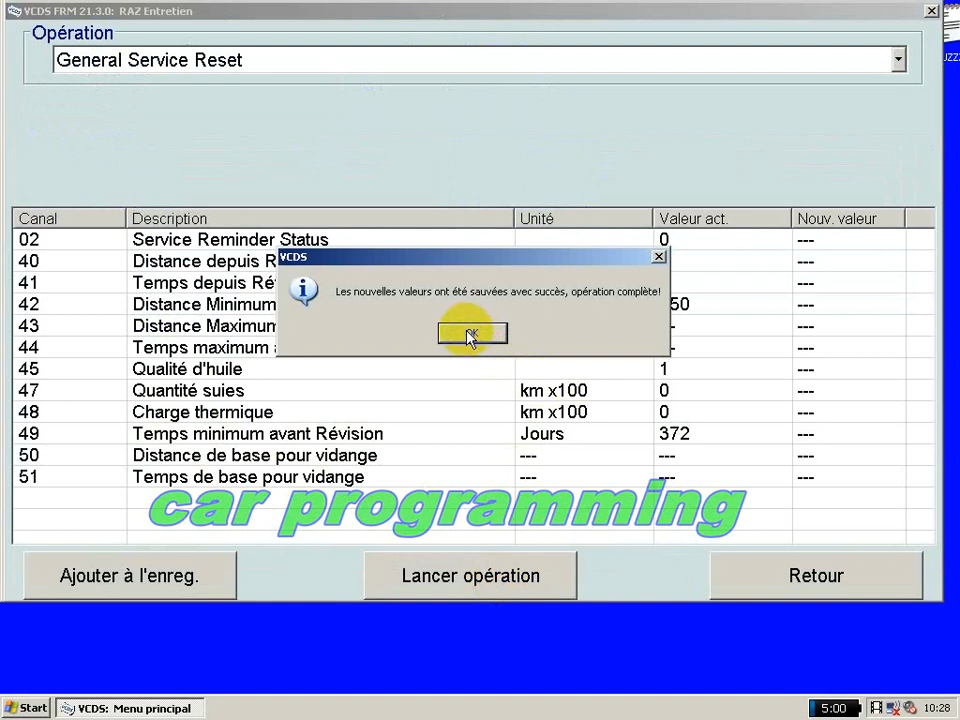 VCDS FRM 21.3.0: RAZ Entretien
Opération
General Service Reset
Canal Description Unité Valeur act. Nouv. valeur
02 Service Reminder Status 0 ---
40 Distance depuis R ---
41 Temps depuis Ré ---
VCDS
Les nouvelles valeurs ont été sauvées avec succès, opération complète!
OK
42 Distance Minimum 50 ---
43 Distance Maximum ---
44 Temps maximum ---
45 Qualité d'huile 1 ---
47 Quantité suies km x100 0 ---
48 Charge thermique km x100 0 ---
49 Temps minimum avant Révision Jours 372 ---
50 Distance de base pour vidange --- --- ---
51 Temps de base pour vidange --- --- ---
car programming
Ajouter à l'enreg. Lancer opération Retour
Start VCDS: Menu principal 5:00 10:28